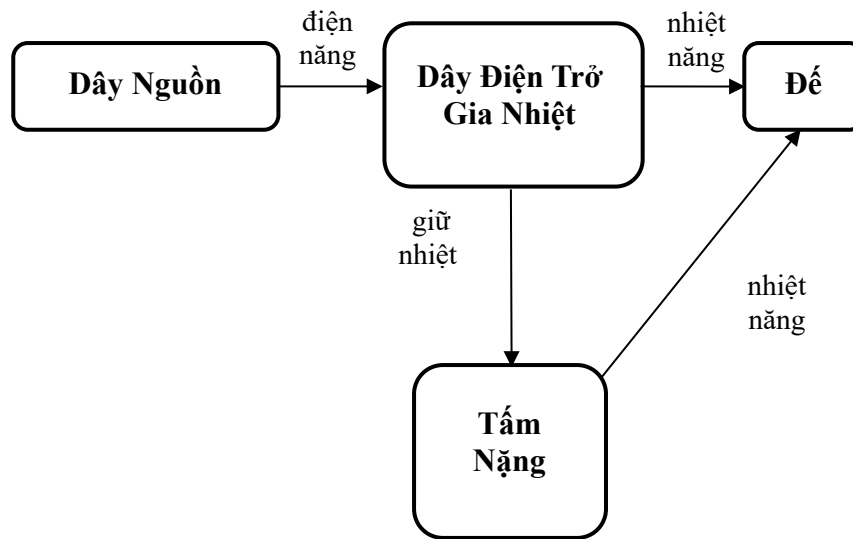 điện
năng
nhiệt
năng
Dây Nguồn
Dây Điện Trở
Gia Nhiệt
Đế
giữ
nhiệt
nhiệt
năng
Tấm
Nặng